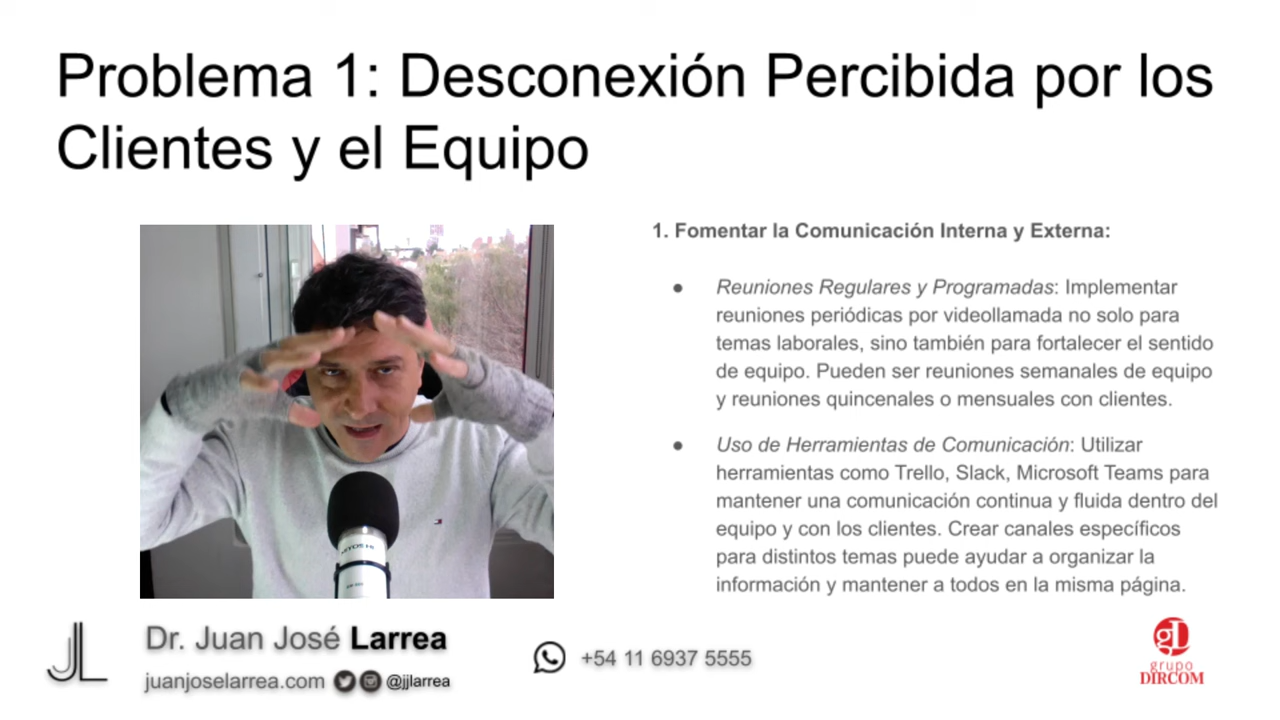 Problema 1: Desconexión Percibida por los
Clientes y el Equipo
1. Fomentar la Comunicación Interna y Externa:
● Reuniones Regulares y Programadas: Implementar
reuniones periódicas por videollamada no solo para
temas laborales, sino también para fortalecer el sentido
de equipo. Pueden ser reuniones semanales de equipo
y reuniones quincenales o mensuales con clientes.
● Uso de Herramientas de Comunicación: Utilizar
herramientas como Trello, Slack, Microsoft Teams para
mantener una comunicación continua y fluida dentro del
equipo y con los clientes. Crear canales específicos
para distintos temas puede ayudar a organizar la
información y mantener a todos en la misma página.
JL
Dr. Juan José Larrea
juanjoselarrea.com @jjlarrea
+54 11 6937 5555
gD
grupo
DIRCOM